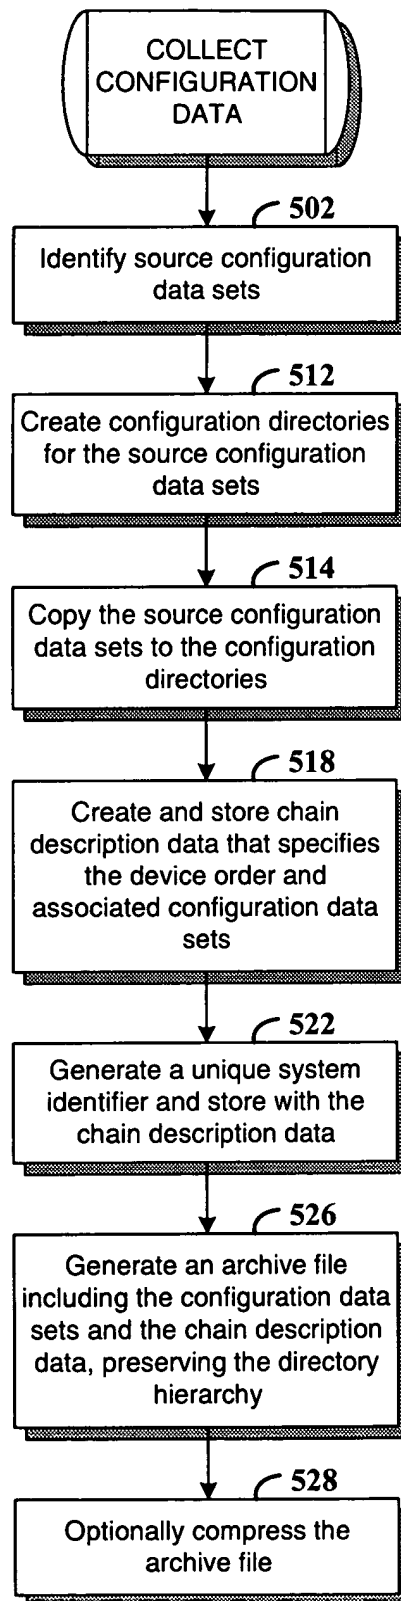 COLLECT
CONFIGURATION
DATA
502
Identify source configuration
data sets
512
Create configuration directories
for the source configuration
data sets
514
Copy the source configuration
data sets to the configuration
directories
518
Create and store chain
description data that specifies
the device order and
associated configuration data
sets
522
Generate a unique system
identifier and store with the
chain description data
526
Generate an archive file
including the configuration data
sets and the chain description
data, preserving the directory
hierarchy
528
Optionally compress the
archive file